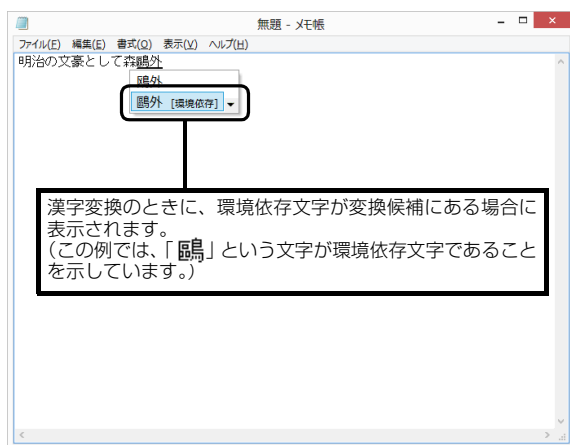 無題 - メモ帳
ファイル(F) 編集(E) 書式(O) 表示(V) ヘルプ(H)
明治の文豪として森鷗外
鴎外
鷗外 [環境依存]
漢字変換のときに、環境依存文字が変換候補にある場合に
表示されます。
(この例では、「鷗」という文字が環境依存文字であること
を示しています。)